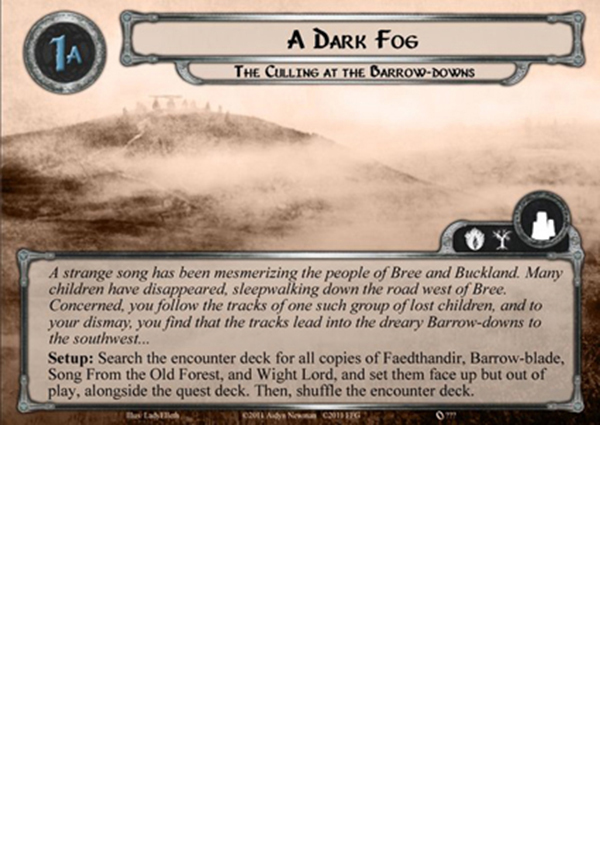 1A
A Dark Fog
The Culling at the Barrow-downs
A strange song has been mesmerizing the people of Bree and Buckland. Many
children have disappeared, sleepwalking down the road west of Bree.
Concerned, you follow the tracks of one such group of lost children, and to
your dismay, you find that the tracks lead into the dreary Barrow-downs to
the southwest...
Setup: Search the encounter deck for all copies of Faedthandir, Barrow-blade,
Song From the Old Forest, and Wight Lord, and set them face up but out of
play, alongside the quest deck. Then, shuffle the encounter deck.
Illus. ©2011 ©2011 FFG ???